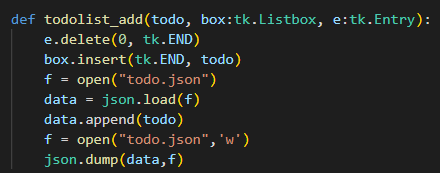 def todolist_add(todo, box:tk.Listbox, e:tk.Entry):
    e.delete(0, tk.END)
    box.insert(tk.END, todo)
    f = open("todo.json")
    data = json.load(f)
    data.append(todo)
    f = open("todo.json",'w')
    json.dump(data,f)